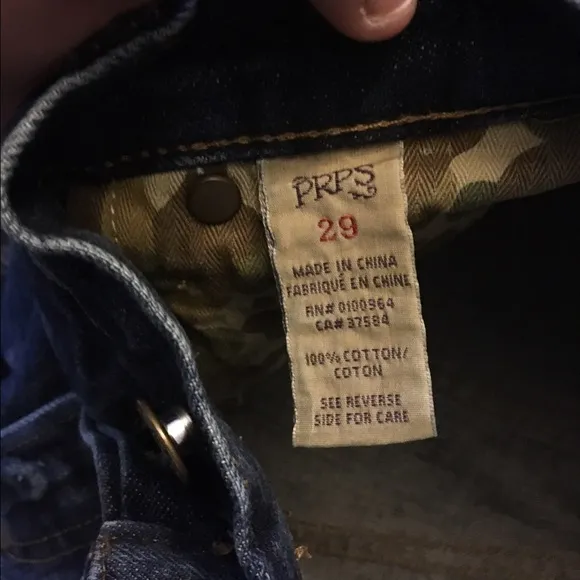 PRPS
29
MADE IN CHINA
FABRIQUÉ EN CHINE
RN# 0100964
CA# 37584
100% COTTON/
COTON
SEE REVERSE
SIDE FOR CARE